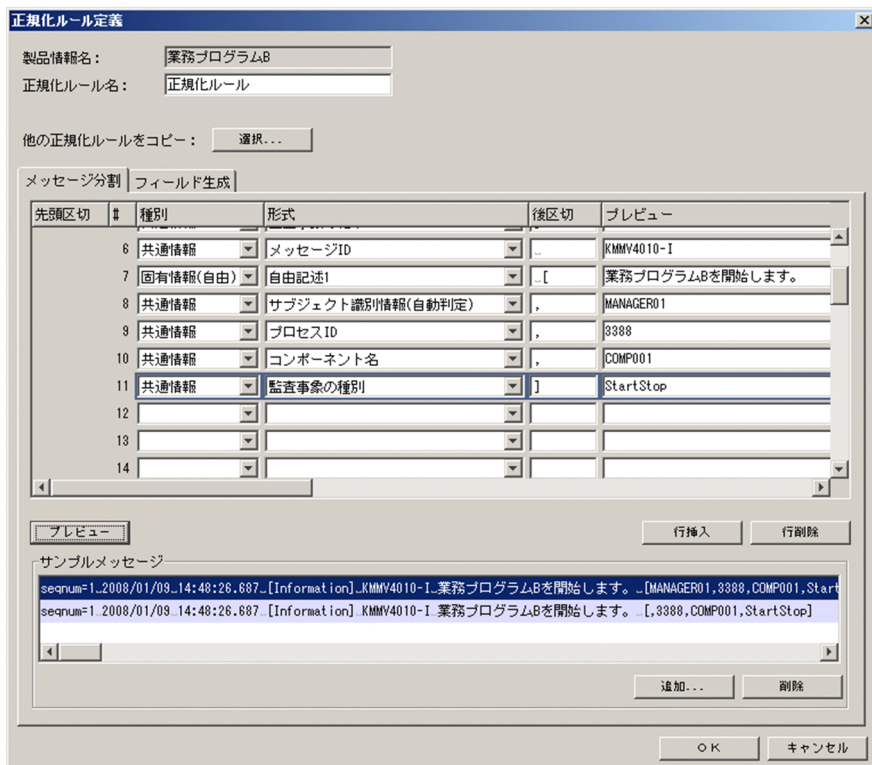 正規化ルール定義
製品情報名： 業務プログラムB
正規化ルール名： 正規化ルール
他の正規化ルールをコピー： 選択...
メッセージ分割 フィールド生成
先頭区切 # 種別 形式 後区切 プレビュー
6 共通情報 メッセージID ␣ KMMV4010-I
7 固有情報(自由) 自由記述1 ␣[ 業務プログラムBを開始します。
8 共通情報 サブジェクト識別情報(自動判定) , MANAGER01
9 共通情報 プロセスID , 3388
10 共通情報 コンポーネント名 , COMP001
11 共通情報 監査事象の種別 ] StartStop
12
13
14
プレビュー 行挿入 行削除
サンプルメッセージ
seqnum=1␣2008/01/09␣14:48:26.687␣[Information]␣KMMV4010-I␣業務プログラムBを開始します。␣[MANAGER01,3388,COMP001,Start
seqnum=1␣2008/01/09␣14:48:26.687␣[Information]␣KMMV4010-I␣業務プログラムBを開始します。␣[,3388,COMP001,StartStop]
追加... 削除
OK キャンセル